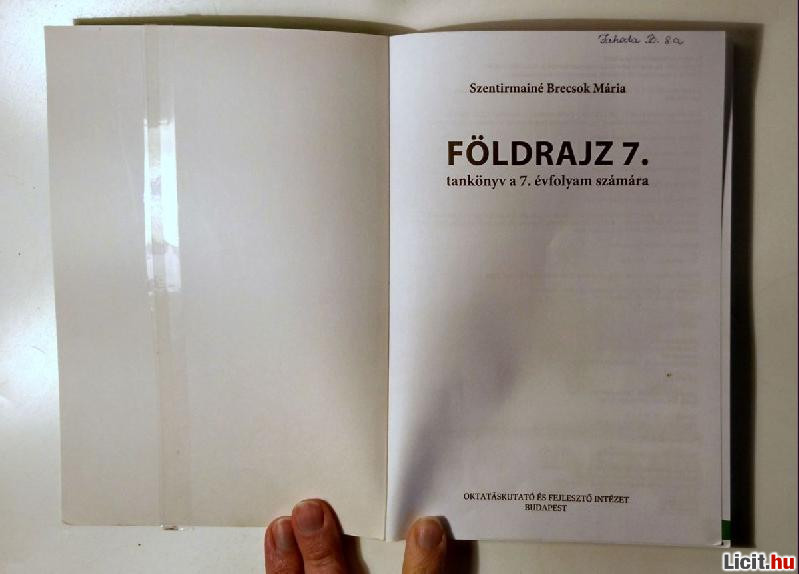 Szentirmainé Brecsok Mária
FÖLDRAJZ 7.
tankönyv a 7. évfolyam számára
OKTATÁSKUTATÓ ÉS FEJLESZTŐ INTÉZET
BUDAPEST
Licit.hu